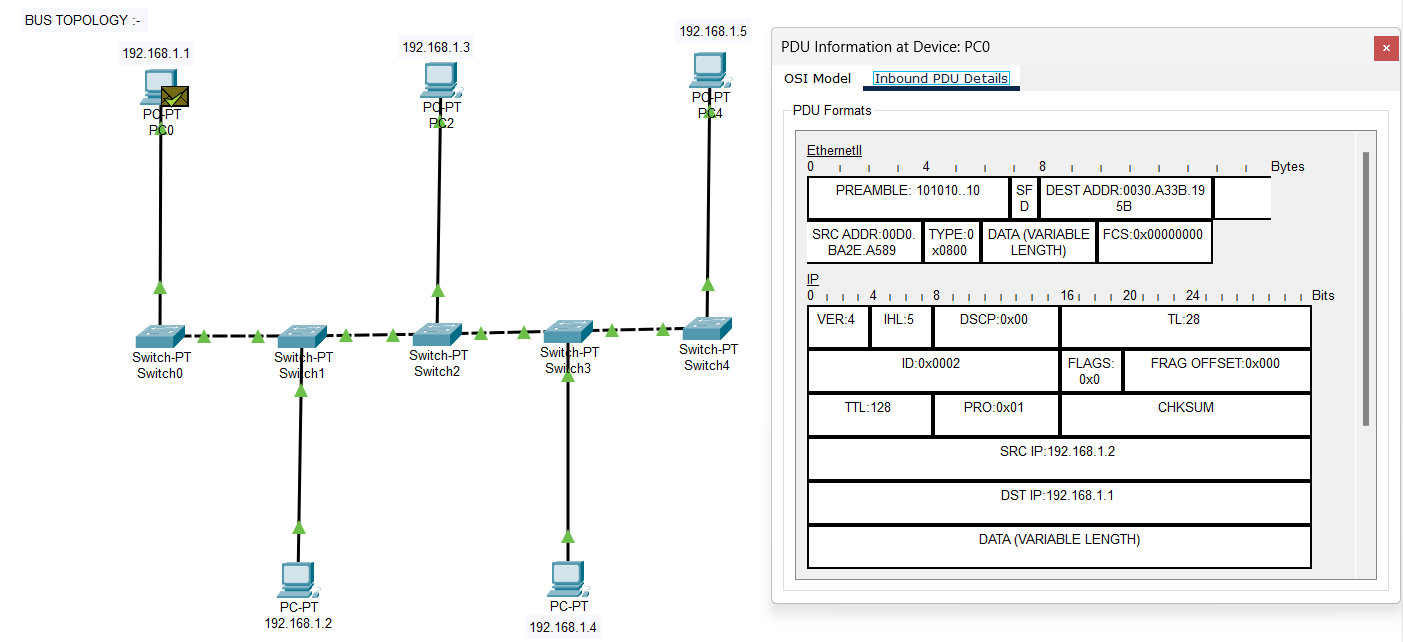 BUS TOPOLOGY :-
192.168.1.1
PC-PT
PC0
192.168.1.3
PC-PT
PC2
192.168.1.5
PC-PT
PC4
Switch-PT
Switch0
Switch-PT
Switch1
Switch-PT
Switch2
Switch-PT
Switch3
Switch-PT
Switch4
PC-PT
192.168.1.2
PC-PT
192.168.1.4
PDU Information at Device: PC0
×
OSI Model
Inbound PDU Details
PDU Formats
EthernetII
0 4 8 Bytes
PREAMBLE: 101010..10
SF
D
DEST ADDR:0030.A33B.19
5B
SRC ADDR:00D0.
BA2E.A589
TYPE:0
x0800
DATA (VARIABLE
LENGTH)
FCS:0x00000000
IP
0 4 8 16 20 24 Bits
VER:4
IHL:5
DSCP:0x00
TL:28
ID:0x0002
FLAGS:
0x0
FRAG OFFSET:0x000
TTL:128
PRO:0x01
CHKSUM
SRC IP:192.168.1.2
DST IP:192.168.1.1
DATA (VARIABLE LENGTH)